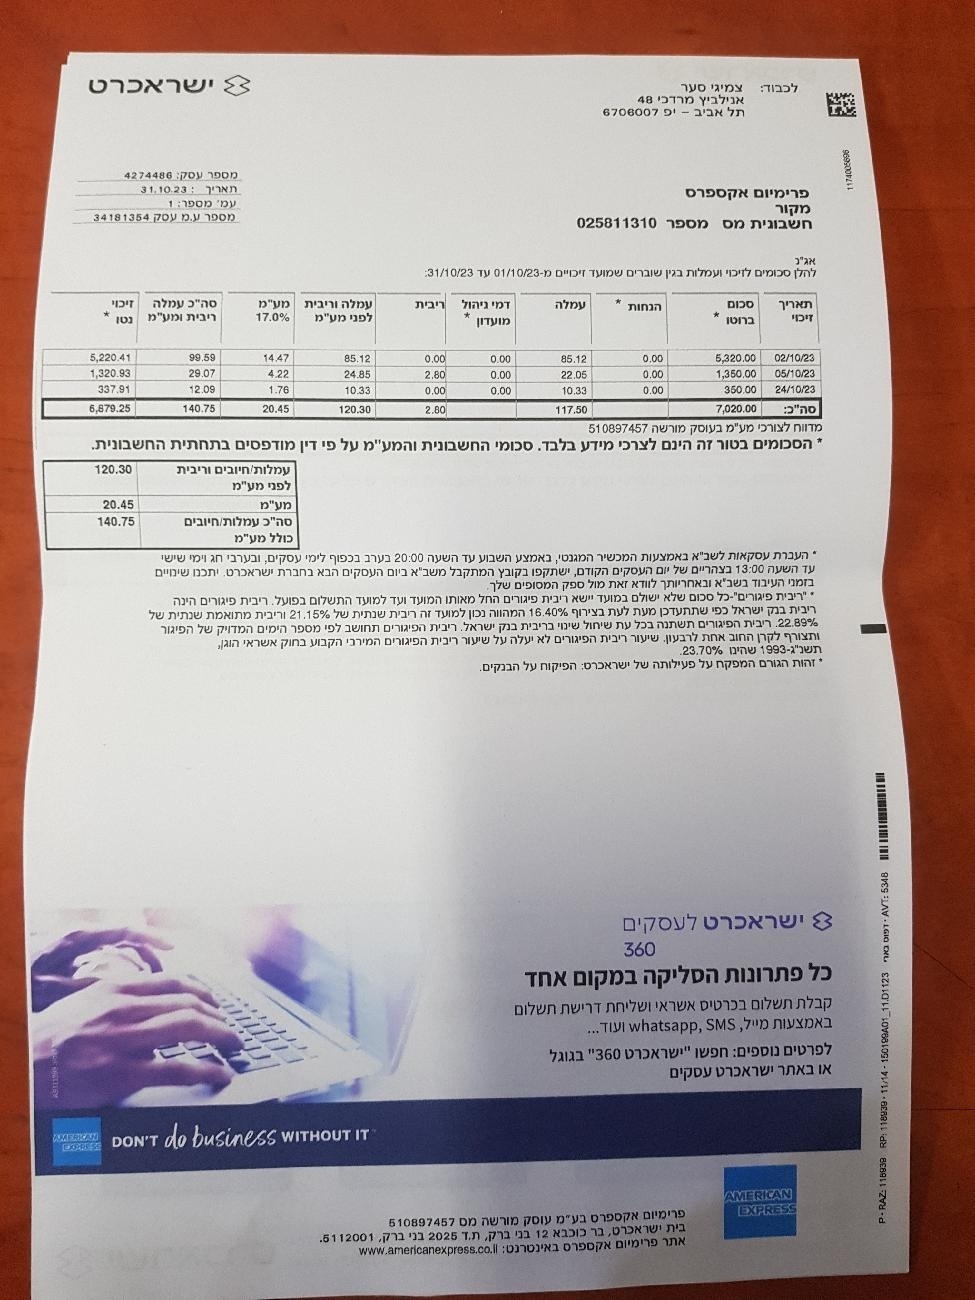 ישראכרט
לכבוד: צמיגי סער
אנילביץ מרדכי 48
תל אביב – יפ 6706007
1174005696
מספר עסק: 4274486
תאריך : 31.10.23
עמ' מספר: 1
מספר ע.מ עסק 34181354
פרימיום אקספרס
מקור
חשבונית מס מספר 025811310
אג"נ
להלן סכומים לזיכוי ועמלות בגין שוברים שמועד זיכויים מ-01/10/23 עד 31/10/23:
תאריך זיכוי סכום ברוטו * הנחות * עמלה דמי ניהול מועדון * ריבית עמלה וריבית לפני מע"מ מע"מ 17.0% סה"כ עמלה ריבית ומע"מ זיכוי נטו *
02/10/23 5,320.00 0.00 85.12 0.00 0.00 85.12 14.47 99.59 5,220.41
05/10/23 1,350.00 0.00 22.05 0.00 2.80 24.85 4.22 29.07 1,320.93
24/10/23 350.00 0.00 10.33 0.00 0.00 10.33 1.76 12.09 337.91
סה"כ: 7,020.00 117.50 2.80 120.30 20.45 140.75 6,879.25
מדווח לצורכי מע"מ בעוסק מורשה 510897457
* הסכומים בטור זה הינם לצרכי מידע בלבד. סכומי החשבונית והמע"מ על פי דין מודפסים בתחתית החשבונית.
עמלות/חיובים וריבית לפני מע"מ 120.30
מע"מ 20.45
סה"כ עמלות/חיובים כולל מע"מ 140.75
* העברת עסקאות לשב"א באמצעות המכשיר המגנטי, באמצע השבוע עד השעה 20:00 בערב בכפוף לימי עסקים, ובערבי חג וימי שישי
עד השעה 13:00 בצהריים של יום העסקים הקודם, ישתקפו בקובץ המתקבל משב"א ביום העסקים הבא בחברת ישראכרט. יתכנו שינויים
בזמני העיבוד בשב"א ובאחריותך לוודא זאת מול ספק המסופים שלך.
* "ריבית פיגורים"-כל סכום שלא ישולם במועד יישא ריבית פיגורים החל מאותו המועד ועד למועד התשלום בפועל. ריבית פיגורים הינה
ריבית בנק ישראל כפי שתתעדכן מעת לעת בצירוף 16.40% המהווה נכון למועד זה ריבית שנתית של 21.15% וריבית מתואמת שנתית של
22.89%. ריבית הפיגורים תשתנה בכל עת שיחול שינוי בריבית בנק ישראל. ריבית הפיגורים תחושב לפי מספר הימים המדויק של הפיגור
ותצורף לקרן החוב אחת לרבעון. שיעור ריבית הפיגורים לא יעלה על שיעור ריבית הפיגורים המירבי הקבוע בחוק אשראי הוגן,
תשנ"ג-1993 שהינו 23.70%.
* זהות הגורם המפקח על פעילותה של ישראכרט: הפיקוח על הבנקים.
ישראכרט לעסקים
360
כל פתרונות הסליקה במקום אחד
קבלת תשלום בכרטיס אשראי ושליחת דרישת תשלום
באמצעות מייל, whatsapp, SMS ועוד...
לפרטים נוספים: חפשו "ישראכרט 360" בגוגל
או באתר ישראכרט עסקים
AMERICAN EXPRESS
DON'T do business WITHOUT IT
AMERICAN EXPRESS
פרימיום אקספרס בע"מ עוסק מורשה מס 510897457
בית ישראכרט, בר כוכבא 12 בני ברק, ת.ד 2025 בני ברק, 5112001.
אתר פרימיום אקספרס באינטרנט: www.americanexpress.co.il
P - RAZ: 118939 RP: 118939 - 11/14 - 150199A01_11.D1123 דפוס בארי - AVT: 5348